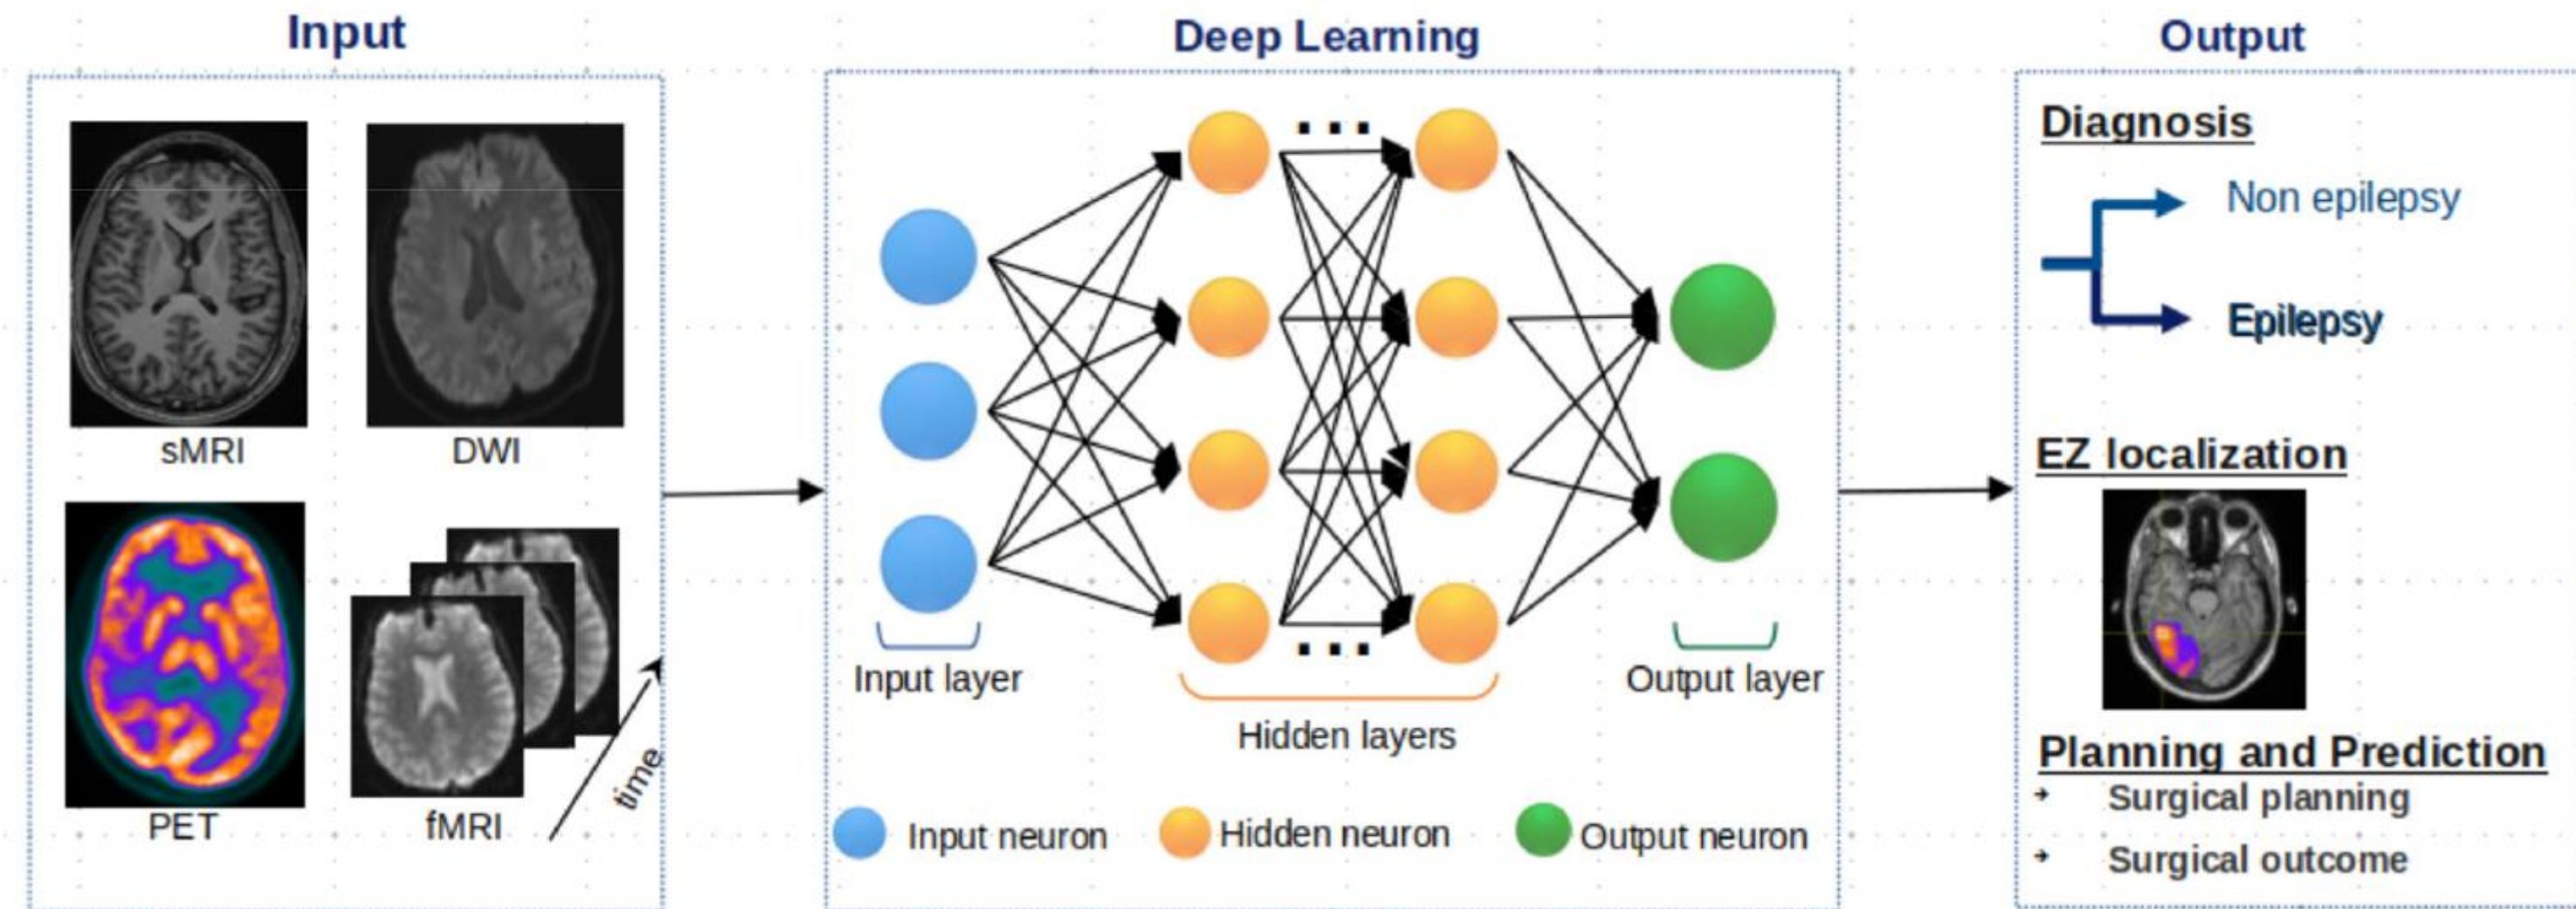 Input
sMRI
DWI
PET
fMRI
time
Deep Learning
...
...
Input layer
Hidden layers
Output layer
Input neuron
Hidden neuron
Output neuron
Output
Diagnosis
Non epilepsy
Epilepsy
EZ localization
Planning and Prediction
Surgical planning
Surgical outcome